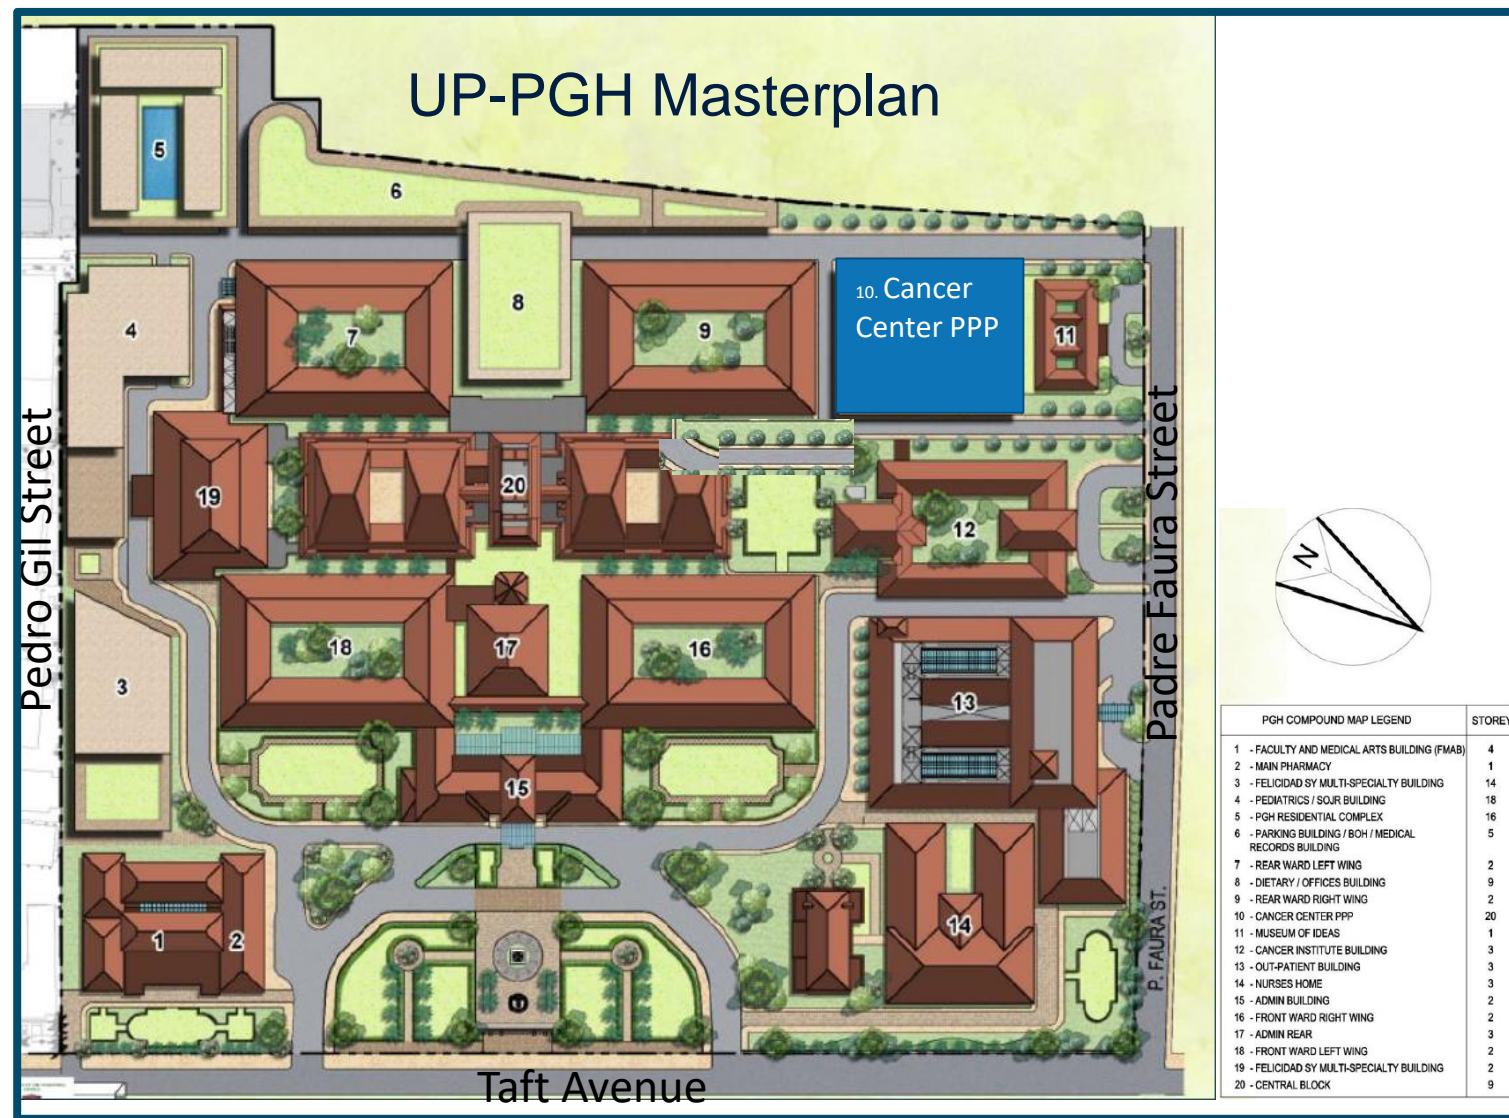 UP-PGH Masterplan
5
6
4
7
8
9
10. Cancer
Center PPP
11
Pedro Gil Street
Padre Faura Street
19
20
12
N
18
17
16
3
13
15
1
2
14
P. FAURA ST.
Taft Avenue
PGH COMPOUND MAP LEGEND STOREY
1 - FACULTY AND MEDICAL ARTS BUILDING (FMAB) 4
2 - MAIN PHARMACY 1
3 - FELICIDAD SY MULTI-SPECIALTY BUILDING 14
4 - PEDIATRICS / SOJR BUILDING 18
5 - PGH RESIDENTIAL COMPLEX 16
6 - PARKING BUILDING / BOH / MEDICAL 5
RECORDS BUILDING
7 - REAR WARD LEFT WING 2
8 - DIETARY / OFFICES BUILDING 9
9 - REAR WARD RIGHT WING 2
10 - CANCER CENTER PPP 20
11 - MUSEUM OF IDEAS 1
12 - CANCER INSTITUTE BUILDING 3
13 - OUT-PATIENT BUILDING 3
14 - NURSES HOME 3
15 - ADMIN BUILDING 2
16 - FRONT WARD RIGHT WING 2
17 - ADMIN REAR 3
18 - FRONT WARD LEFT WING 2
19 - FELICIDAD SY MULTI-SPECIALTY BUILDING 2
20 - CENTRAL BLOCK 9